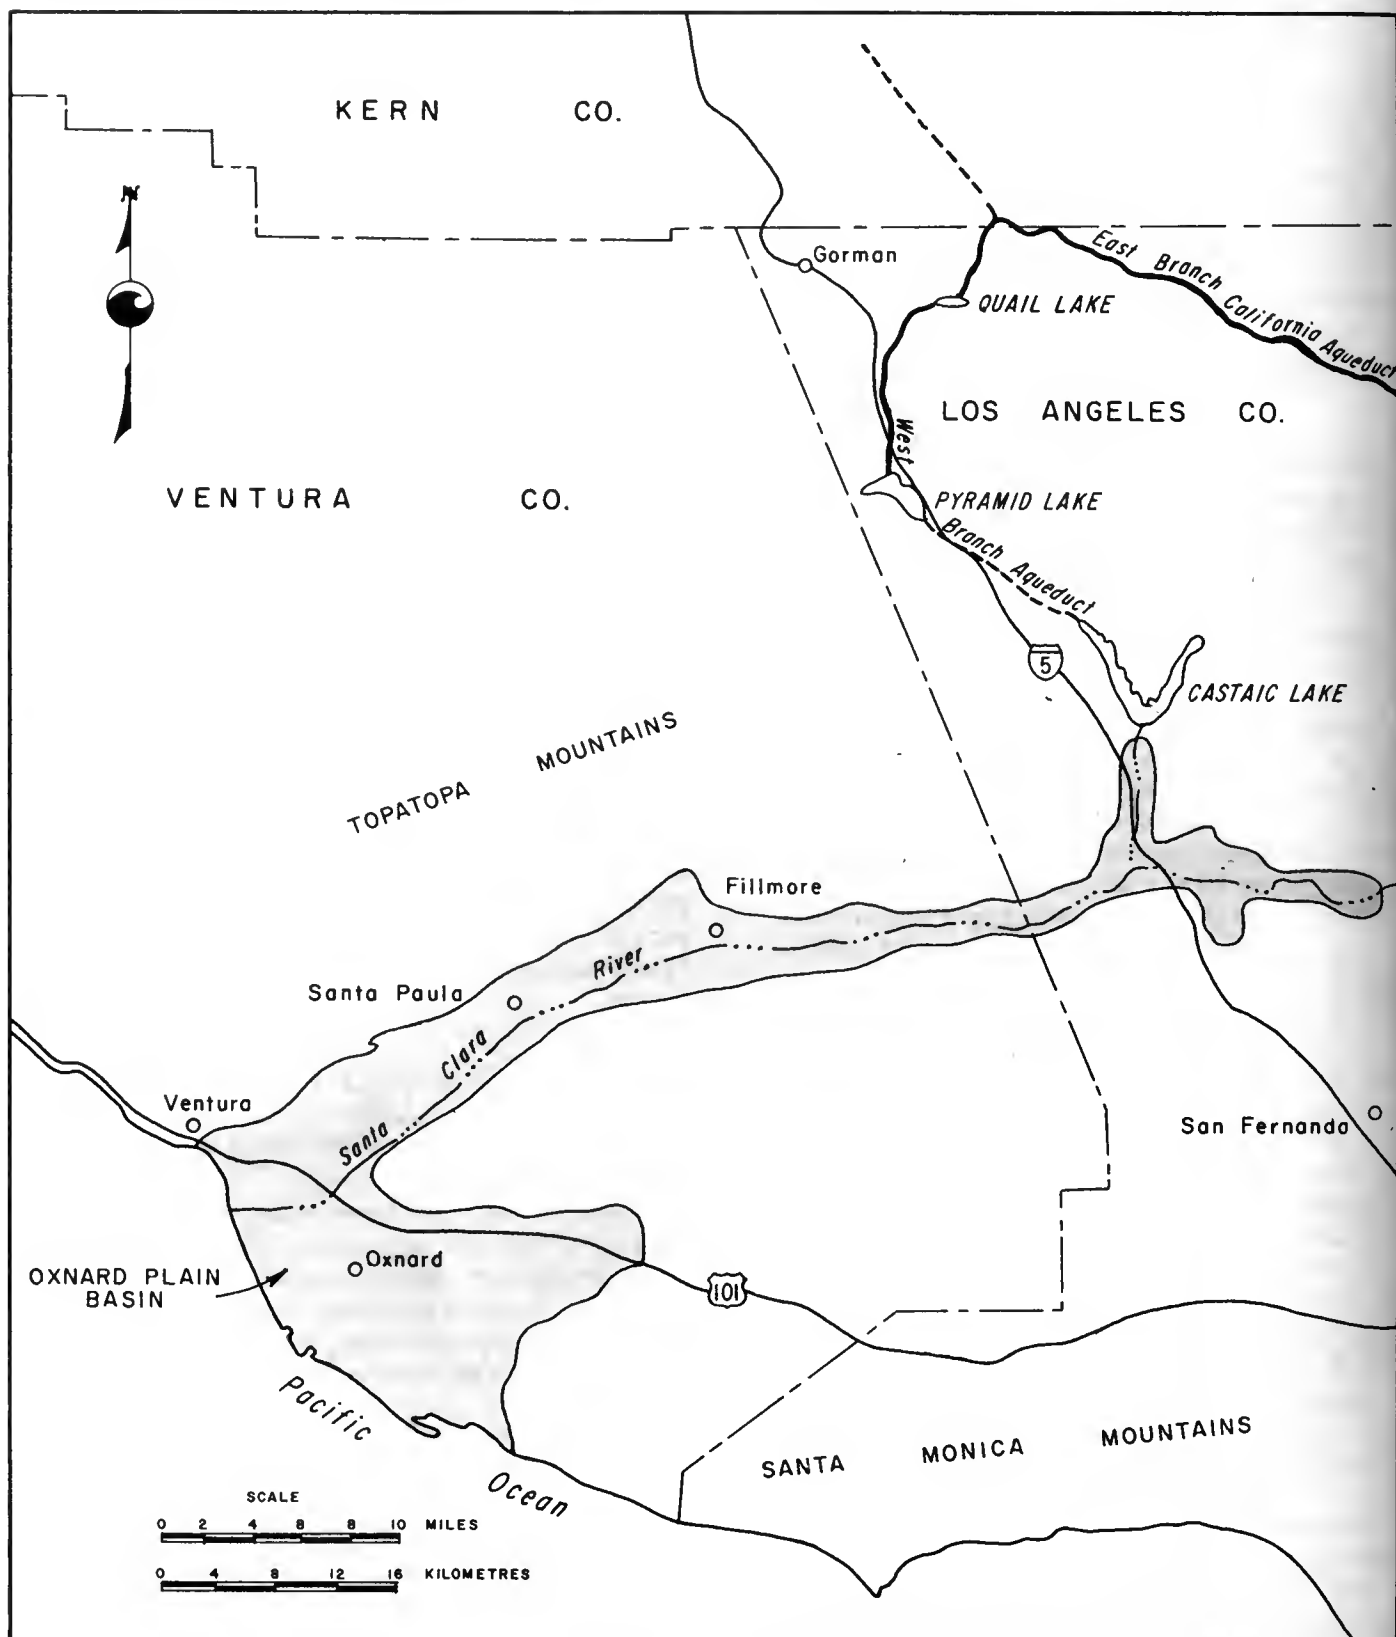 KERN CO.
N
Gorman
East Branch California Aqueduct
QUAIL LAKE
LOS ANGELES CO.
West
VENTURA CO.
PYRAMID LAKE
Branch Aqueduct
5
CASTAIC LAKE
TOPATOPA MOUNTAINS
Fillmore
River
Santa Paula
Clara
Ventura
San Fernando
Santa
Oxnard
OXNARD PLAIN
BASIN
101
Pacific
SANTA MONICA MOUNTAINS
Ocean
SCALE
0 2 4 6 8 10 MILES
0 4 8 12 16 KILOMETRES